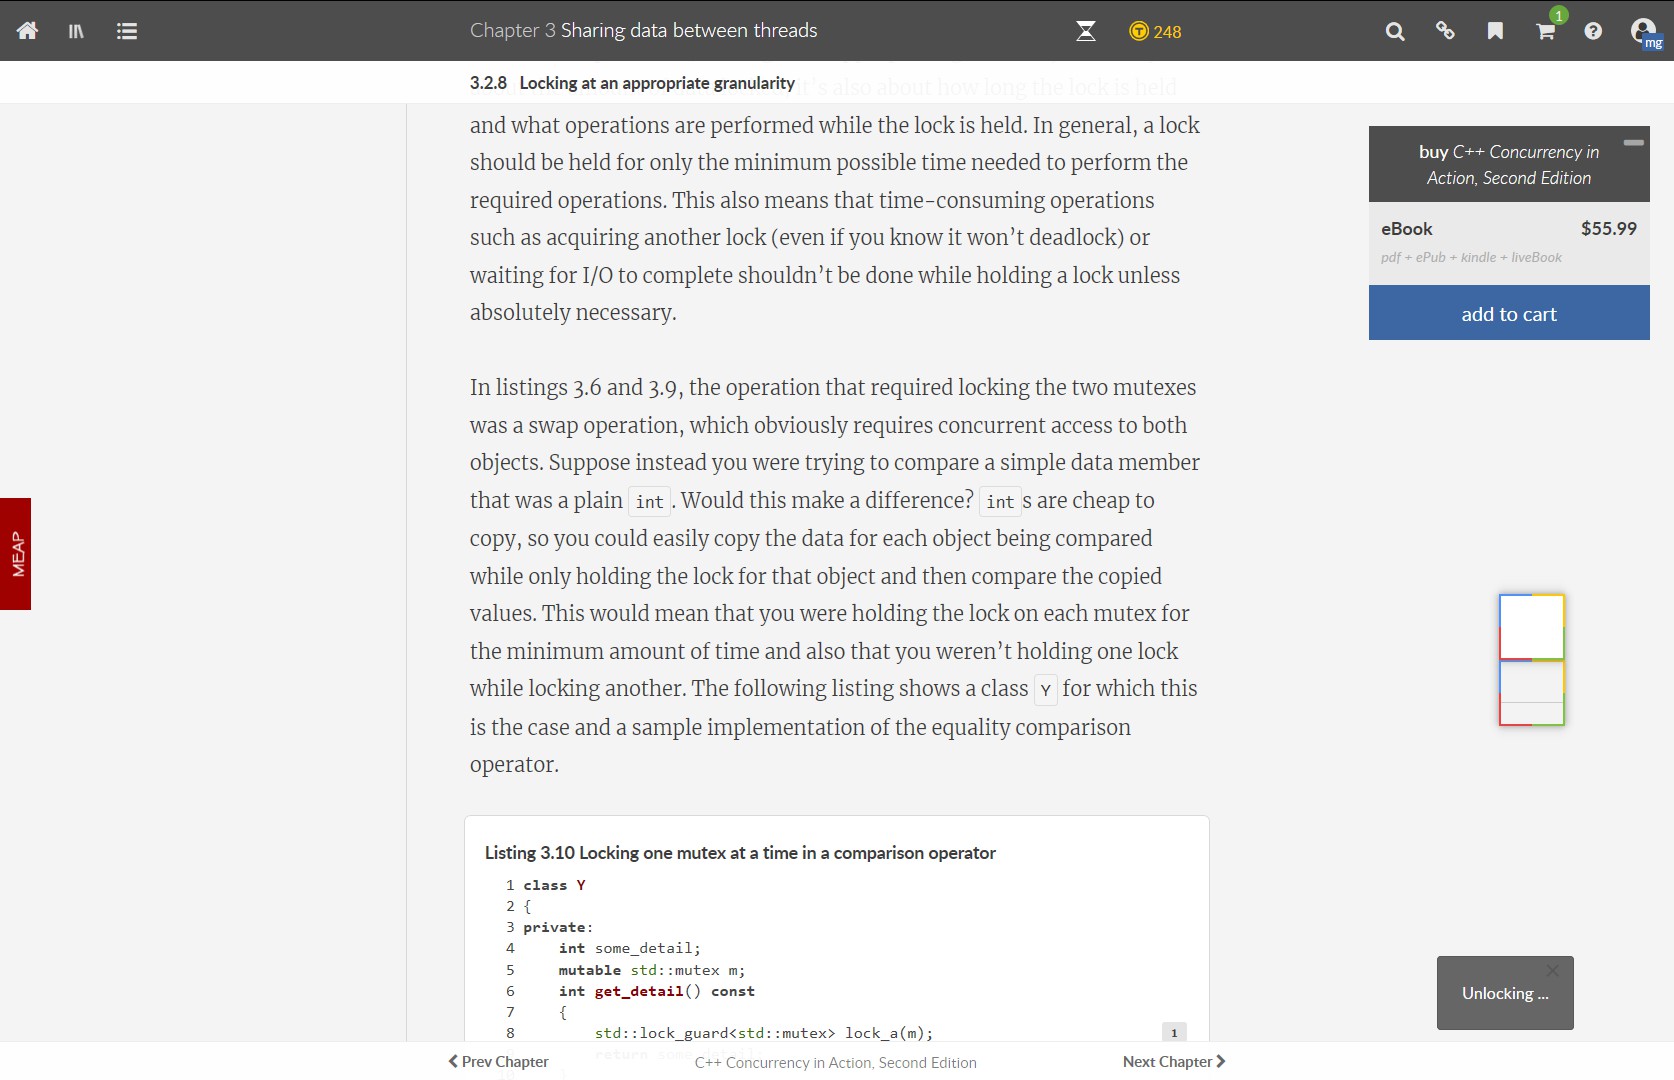 Chapter 3 Sharing data between threads
248
1
mg
3.2.8 Locking at an appropriate granularity
it's also about how long the lock is held
and what operations are performed while the lock is held. In general, a lock
should be held for only the minimum possible time needed to perform the
required operations. This also means that time-consuming operations
such as acquiring another lock (even if you know it won’t deadlock) or
waiting for I/O to complete shouldn’t be done while holding a lock unless
absolutely necessary.
In listings 3.6 and 3.9, the operation that required locking the two mutexes
was a swap operation, which obviously requires concurrent access to both
objects. Suppose instead you were trying to compare a simple data member
that was a plain int. Would this make a difference? ints are cheap to
copy, so you could easily copy the data for each object being compared
while only holding the lock for that object and then compare the copied
values. This would mean that you were holding the lock on each mutex for
the minimum amount of time and also that you weren’t holding one lock
while locking another. The following listing shows a class Y for which this
is the case and a sample implementation of the equality comparison
operator.
Listing 3.10 Locking one mutex at a time in a comparison operator
1 class Y
2 {
3 private:
4 int some_detail;
5 mutable std::mutex m;
6 int get_detail() const
7 {
8 std::lock_guard<std::mutex> lock_a(m);
1
return some_detail
10
Prev Chapter
C++ Concurrency in Action, Second Edition
Next Chapter
MEAP
buy C++ Concurrency in
Action, Second Edition
eBook $55.99
pdf + ePub + kindle + liveBook
add to cart
Unlocking ...